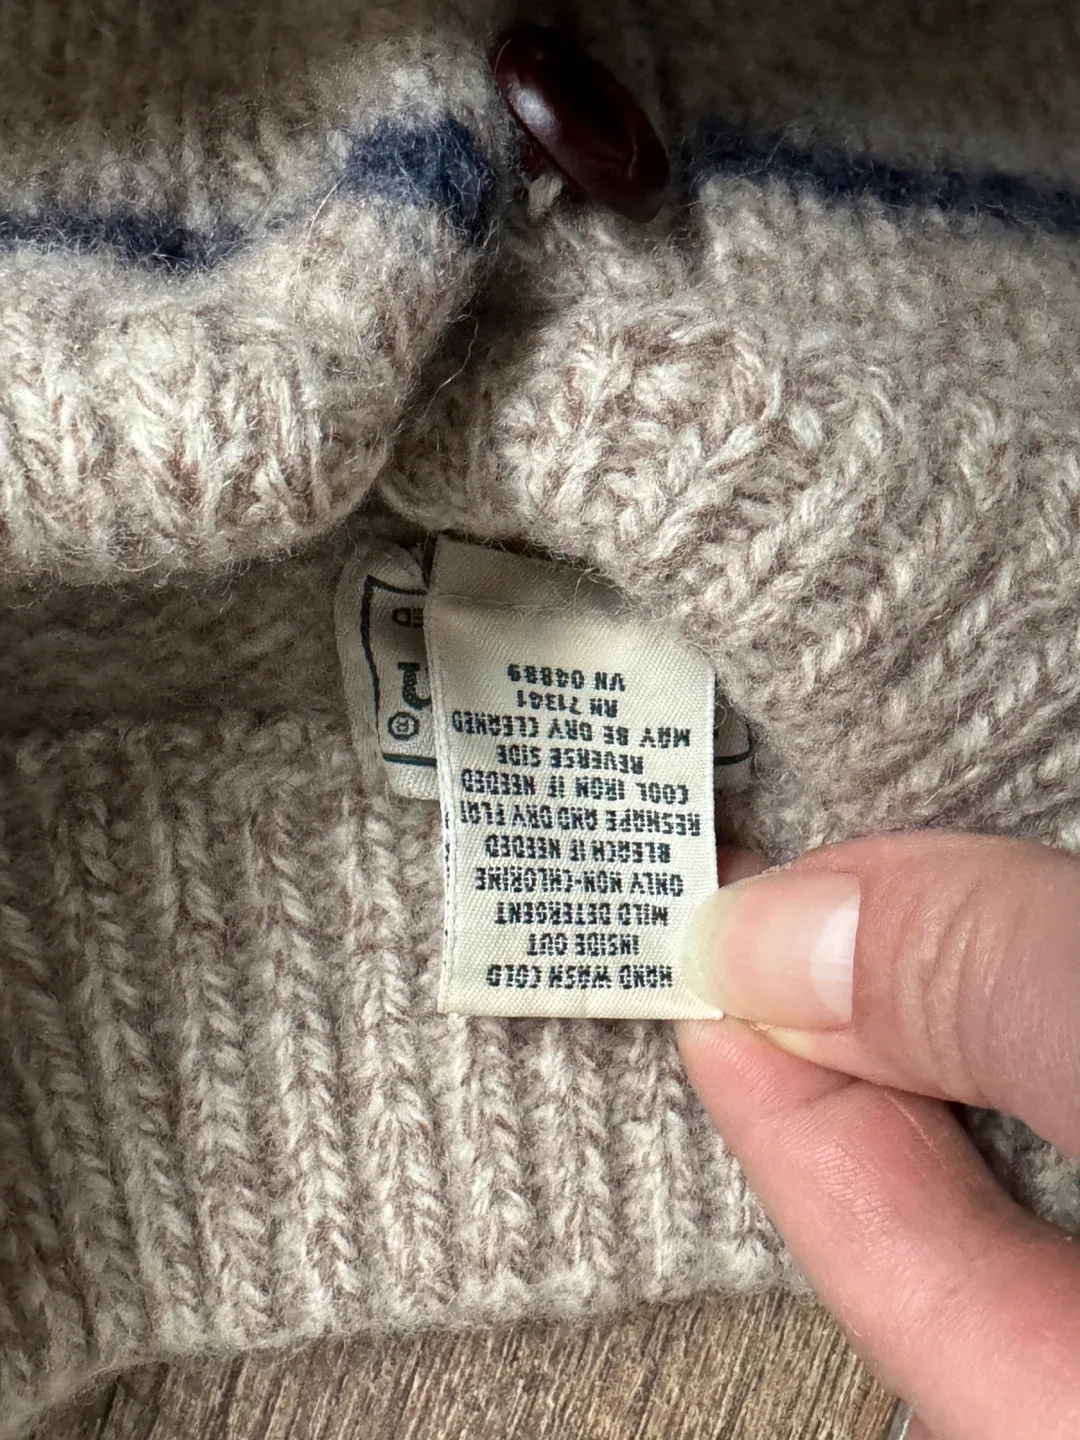 HAND WASH COLD
INSIDE OUT
MILD DETERGENT
ONLY NON-CHLORINE
BLEACH IF NEEDED
RESHAPE AND DRY FLAT
COOL IRON IF NEEDED
REVERSE SIDE
MAY BE DRY CLEANED
RN 71341
VN 04889
®
ED